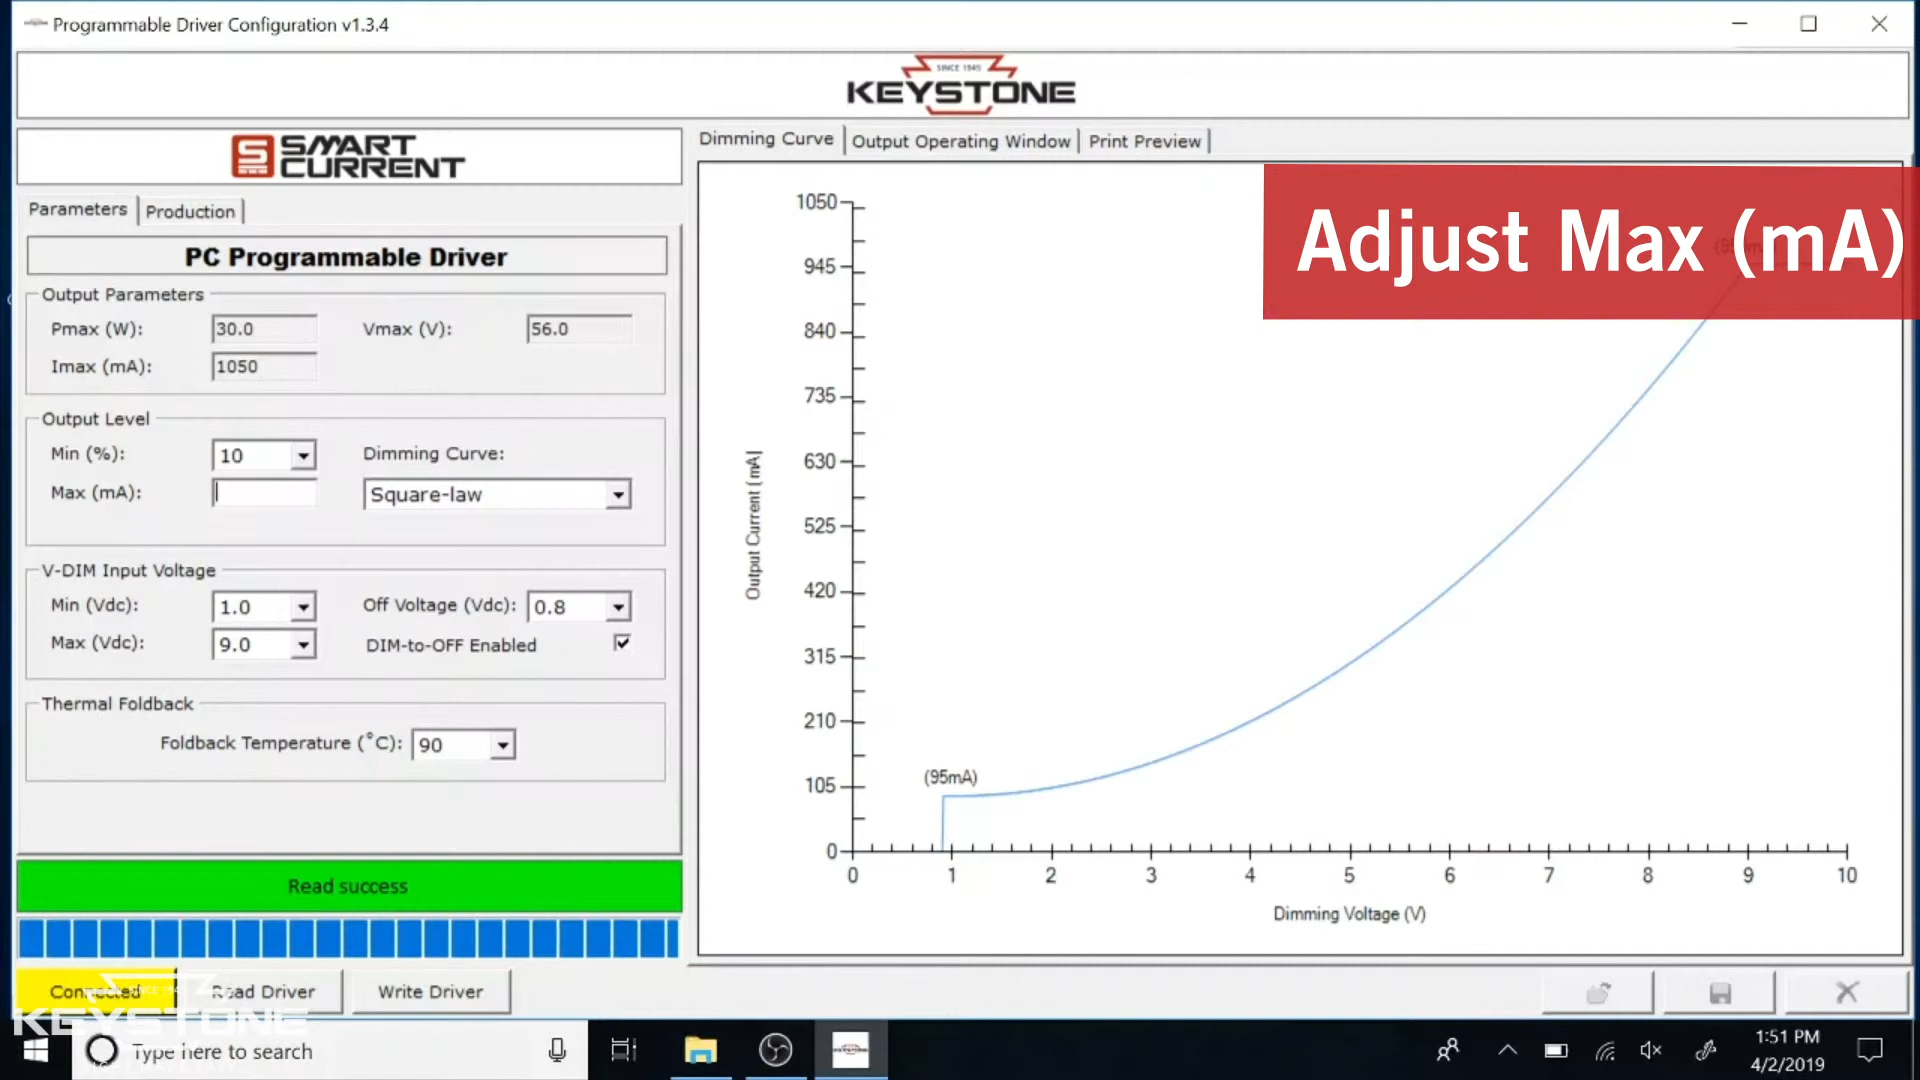 Programmable Driver Configuration v1.3.4
SINCE 1945
KEYSTONE
SMART
CURRENT
Dimming Curve
Output Operating Window
Print Preview
Parameters
Production
PC Programmable Driver
Output Parameters
Pmax (W): 30.0 Vmax (V): 56.0
Imax (mA): 1050
Output Level
Min (%): 10 Dimming Curve:
Max (mA): Square-law
V-DIM Input Voltage
Min (Vdc): 1.0 Off Voltage (Vdc): 0.8
Max (Vdc): 9.0 DIM-to-OFF Enabled
Thermal Foldback
Foldback Temperature (°C): 90
Read success
Connected
Read Driver
Write Driver
Adjust Max (mA)
1050
945
840
735
630
525
420
315
210
105
0
Output Current [mA]
(95mA)
0 1 2 3 4 5 6 7 8 9 10
Dimming Voltage (V)
KEYSTONE
Type here to search
1:51 PM
4/2/2019